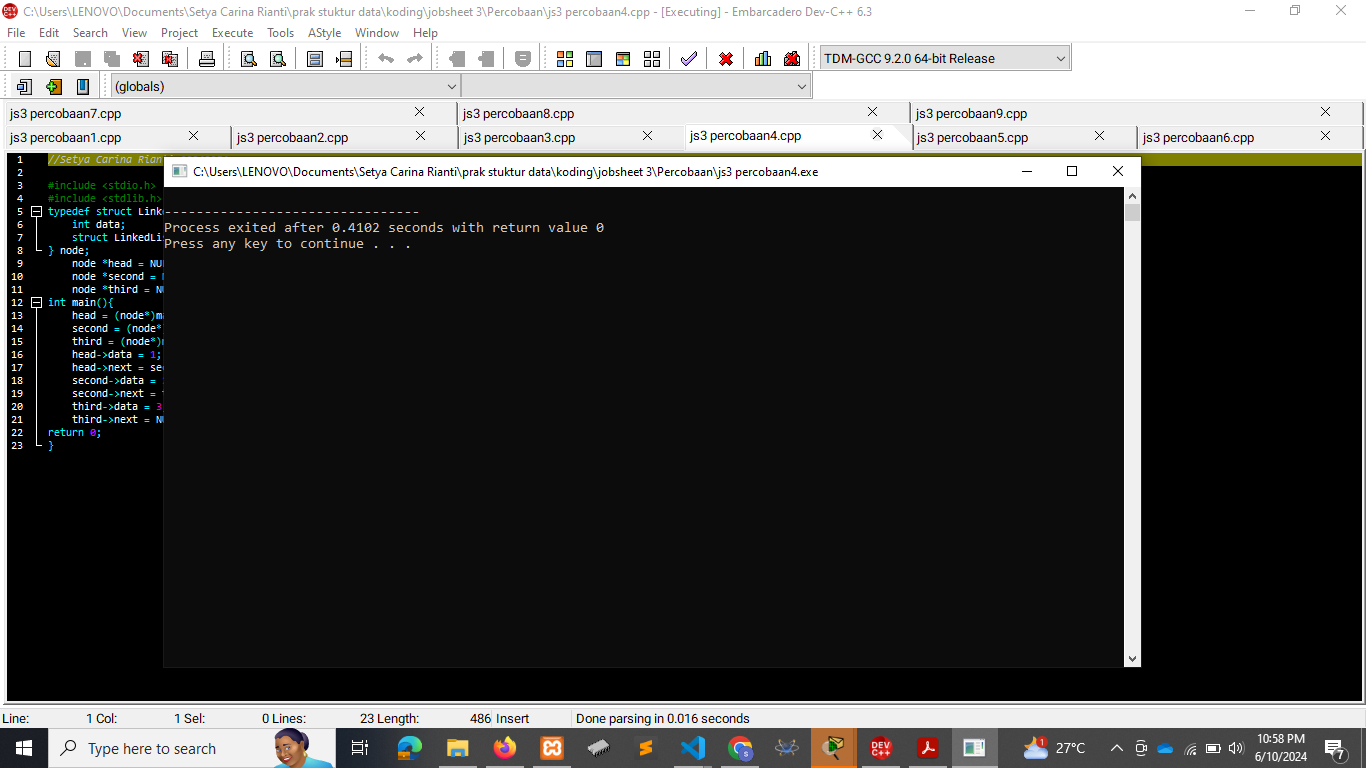 C:\Users\LENOVO\Documents\Setya Carina Rianti\prak stuktur data\koding\jobsheet 3\Percobaan\js3 percobaan4.cpp - [Executing] - Embarcadero Dev-C++ 6.3
File Edit Search View Project Execute Tools AStyle Window Help
TDM-GCC 9.2.0 64-bit Release
(globals)
js3 percobaan7.cpp js3 percobaan8.cpp js3 percobaan9.cpp
js3 percobaan1.cpp js3 percobaan2.cpp js3 percobaan3.cpp js3 percobaan4.cpp js3 percobaan5.cpp js3 percobaan6.cpp
1 //Setya Carina Rian
2
3 #include <stdio.h>
4 #include <stdlib.h>
5 typedef struct Link
6 int data;
7 struct LinkedLi
8 } node;
9 node *head = NU
10 node *second =
11 node *third = N
12 int main(){
13 head = (node*)m
14 second = (node*
15 third = (node*)
16 head->data = 1;
17 head->next = se
18 second->data =
19 second->next =
20 third->data = 3
21 third->next = N
22 return 0;
23 }
C:\Users\LENOVO\Documents\Setya Carina Rianti\prak stuktur data\koding\jobsheet 3\Percobaan\js3 percobaan4.exe
--------------------------------
Process exited after 0.4102 seconds with return value 0
Press any key to continue . . .
Line: 1 Col: 1 Sel: 0 Lines: 23 Length: 486 Insert Done parsing in 0.016 seconds
Type here to search
DEV C++
1
27°C
10:58 PM
6/10/2024
7